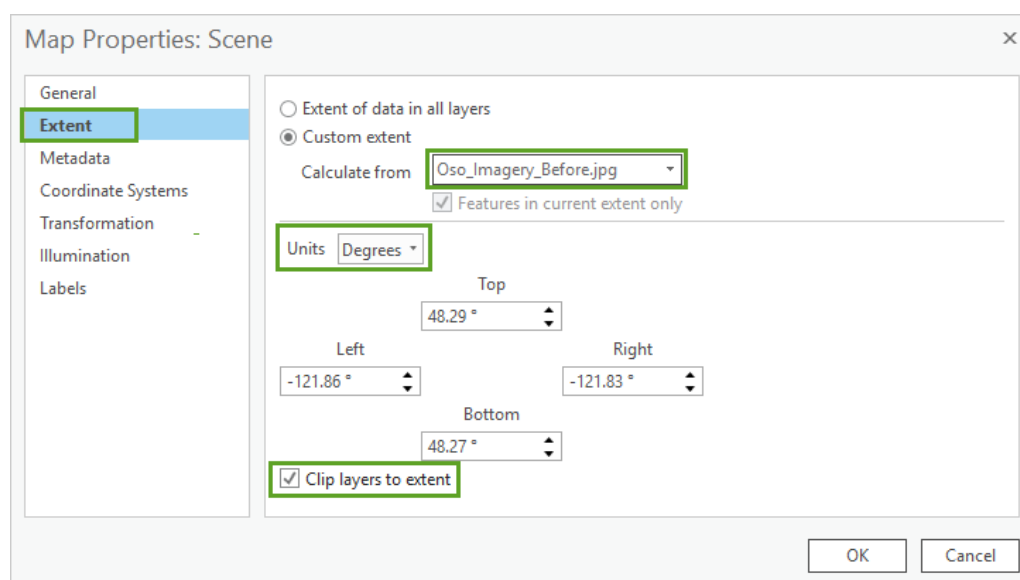 Map Properties: Scene
General
Extent
Metadata
Coordinate Systems
Transformation
Illumination
Labels
Extent of data in all layers
Custom extent
Calculate from Oso_Imagery_Before.jpg
Features in current extent only
Units Degrees
Top
48.29 °
Left Right
-121.86 ° -121.83 °
Bottom
48.27 °
Clip layers to extent
OK Cancel